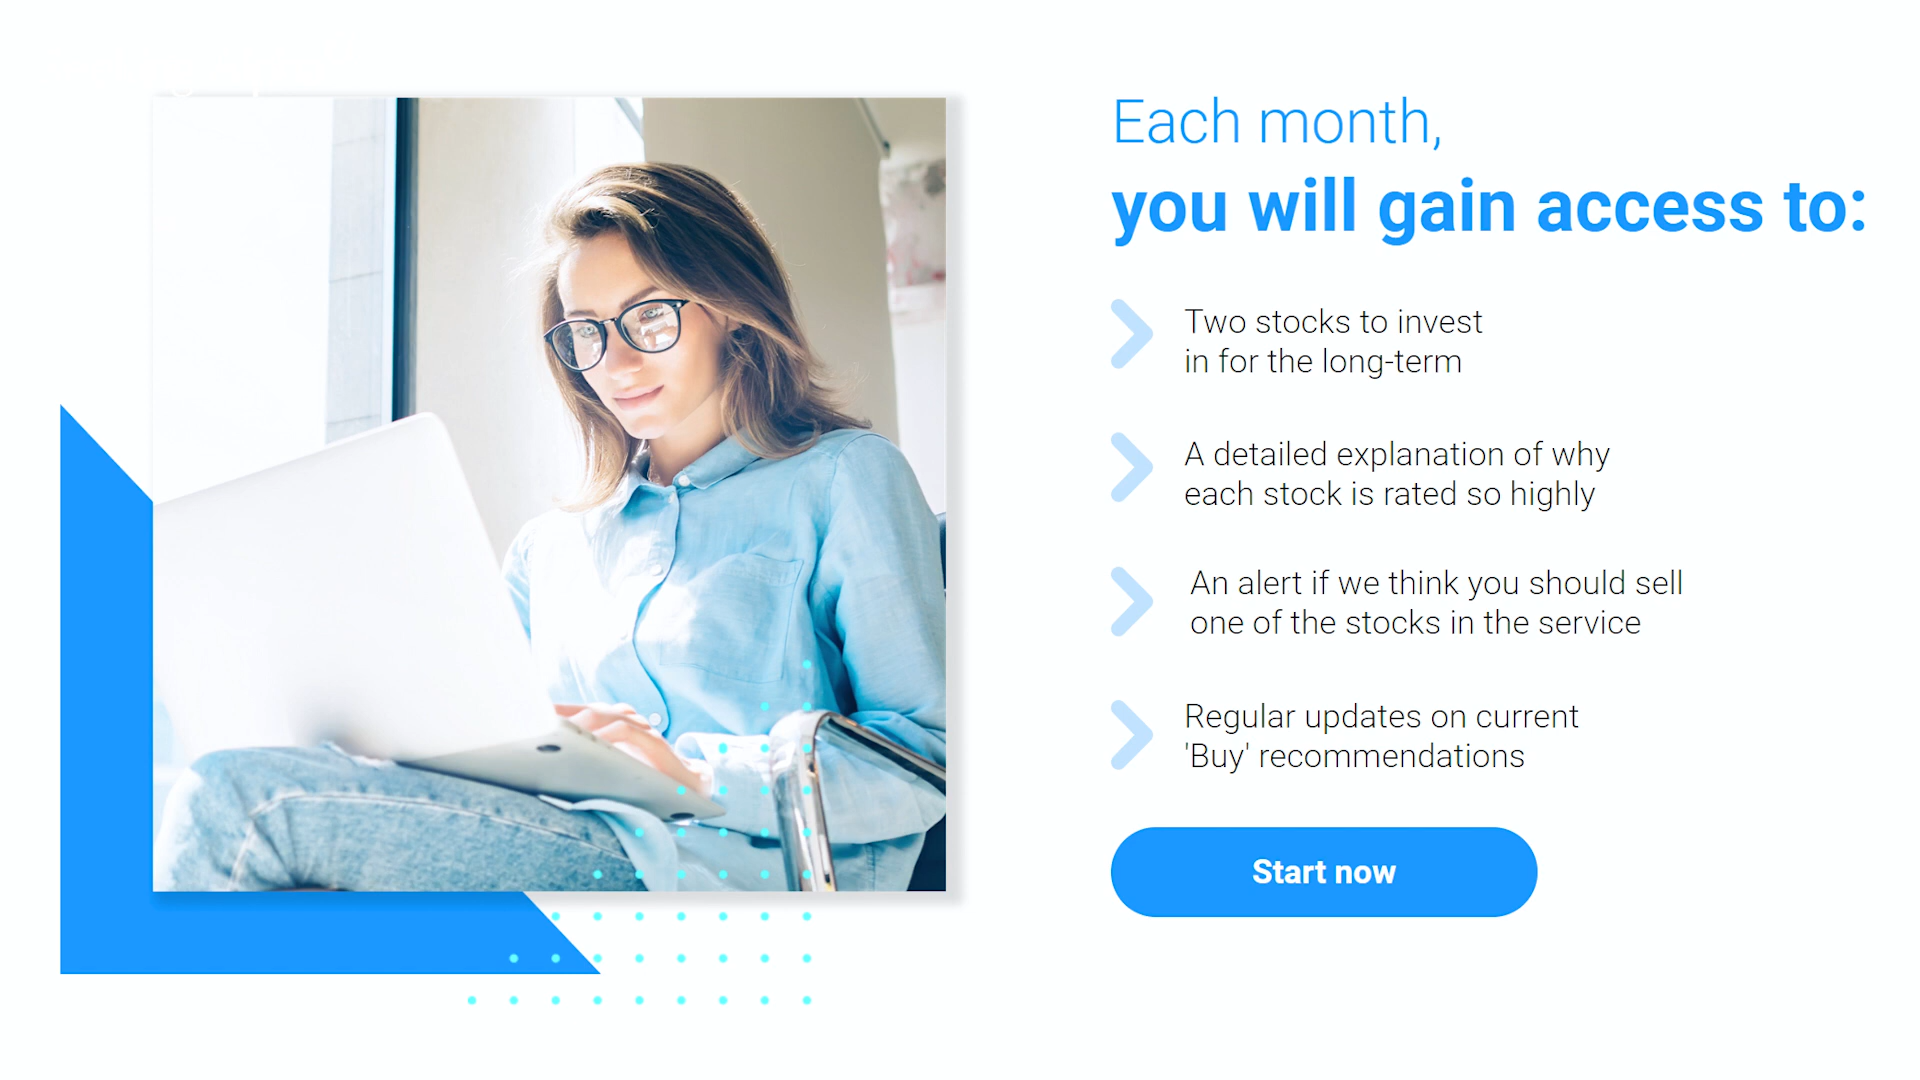 Each month,
you will gain access to:
Two stocks to invest
in for the long-term
A detailed explanation of why
each stock is rated so highly
An alert if we think you should sell
one of the stocks in the service
Regular updates on current
'Buy' recommendations
Start now